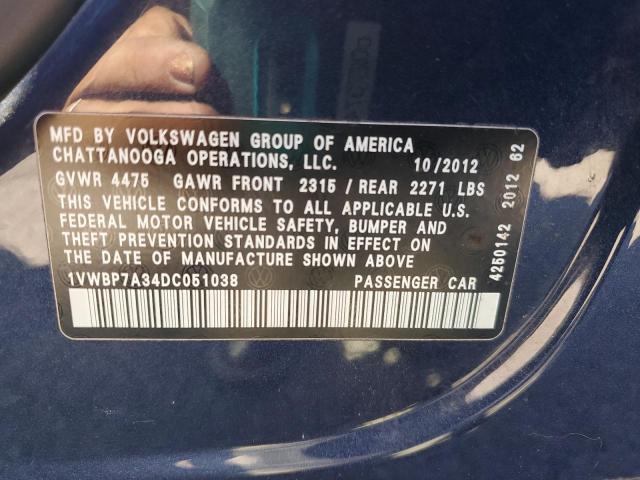 MFD BY VOLKSWAGEN GROUP OF AMERICA
CHATTANOOGA OPERATIONS, LLC. 10/2012
GVWR 4475 GAWR FRONT 2315 / REAR 2271 LBS
THIS VEHICLE CONFORMS TO ALL APPLICABLE U.S.
FEDERAL MOTOR VEHICLE SAFETY, BUMPER AND
THEFT PREVENTION STANDARDS IN EFFECT ON
THE DATE OF MANUFACTURE SHOWN ABOVE
1VWBP7A34DC051038 PASSENGER CAR
4260142 2012 62